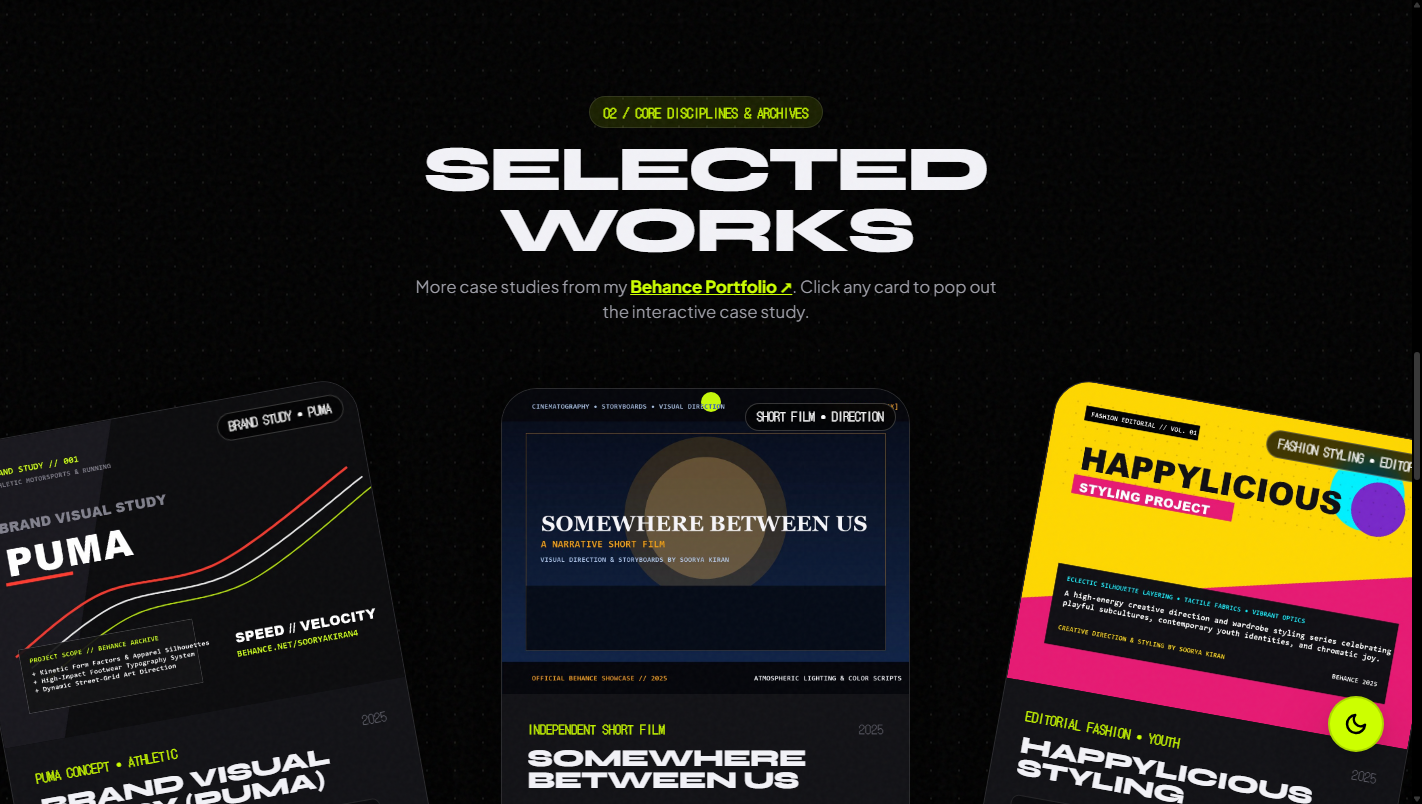 02 / CORE DISCIPLINES & ARCHIVES
SELECTED
WORKS
More case studies from my Behance Portfolio ↗. Click any card to pop out
the interactive case study.
BRAND STUDY • PUMA
AND STUDY // 001
LETIC MOTORSPORTS & RUNNING
BRAND VISUAL STUDY
PUMA
SPEED // VELOCITY
BEHANCE.NET/SOORYAKIRAN4
PROJECT SCOPE // BEHANCE ARCHIVE
+ Kinetic Form Factors & Apparel Silhouettes
+ High-Impact Footwear Typography System
+ Dynamic Street-Grid Art Direction
2025
PUMA CONCEPT • ATHLETIC
BRAND VISUAL
(PUMA)
CINEMATOGRAPHY • STORYBOARDS • VISUAL DIRECTION
SHORT FILM • DIRECTION
SOMEWHERE BETWEEN US
A NARRATIVE SHORT FILM
VISUAL DIRECTION & STORYBOARDS BY SOORYA KIRAN
OFFICIAL BEHANCE SHOWCASE // 2025
ATMOSPHERIC LIGHTING & COLOR SCRIPTS
INDEPENDENT SHORT FILM
2025
SOMEWHERE
BETWEEN US
FASHION EDITORIAL // VOL. 01
FASHION STYLING • EDITOR
HAPPYLICIOUS
STYLING PROJECT
ECLECTIC SILHOUETTE LAYERING • TACTILE FABRICS • VIBRANT OPTICS
A high-energy creative direction and wardrobe styling series celebrating
playful subcultures, contemporary youth identities, and chromatic joy.
CREATIVE DIRECTION & STYLING BY SOORYA KIRAN
BEHANCE 2025
EDITORIAL FASHION • YOUTH
2025
HAPPYLICIOUS
STYLING